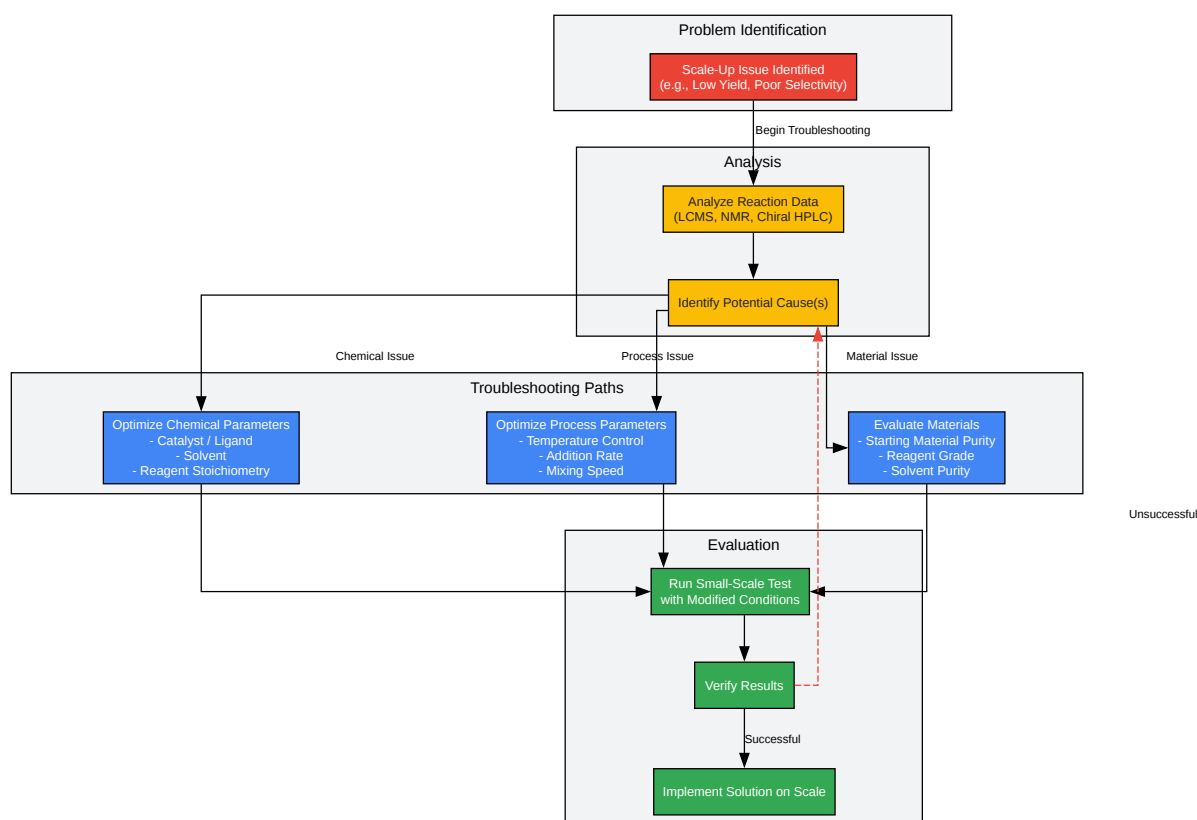 Problem Identification
Scale-Up Issue Identified
(e.g., Low Yield, Poor Selectivity)
Begin Troubleshooting
Analysis
Analyze Reaction Data
(LCMS, NMR, Chiral HPLC)
Identify Potential Cause(s)
Chemical Issue
Process Issue
Material Issue
Troubleshooting Paths
Optimize Chemical Parameters
- Catalyst / Ligand
- Solvent
- Reagent Stoichiometry
Optimize Process Parameters
- Temperature Control
- Addition Rate
- Mixing Speed
Evaluate Materials
- Starting Material Purity
- Reagent Grade
- Solvent Purity
Unsuccessful
Evaluation
Run Small-Scale Test
with Modified Conditions
Verify Results
Successful
Implement Solution on Scale